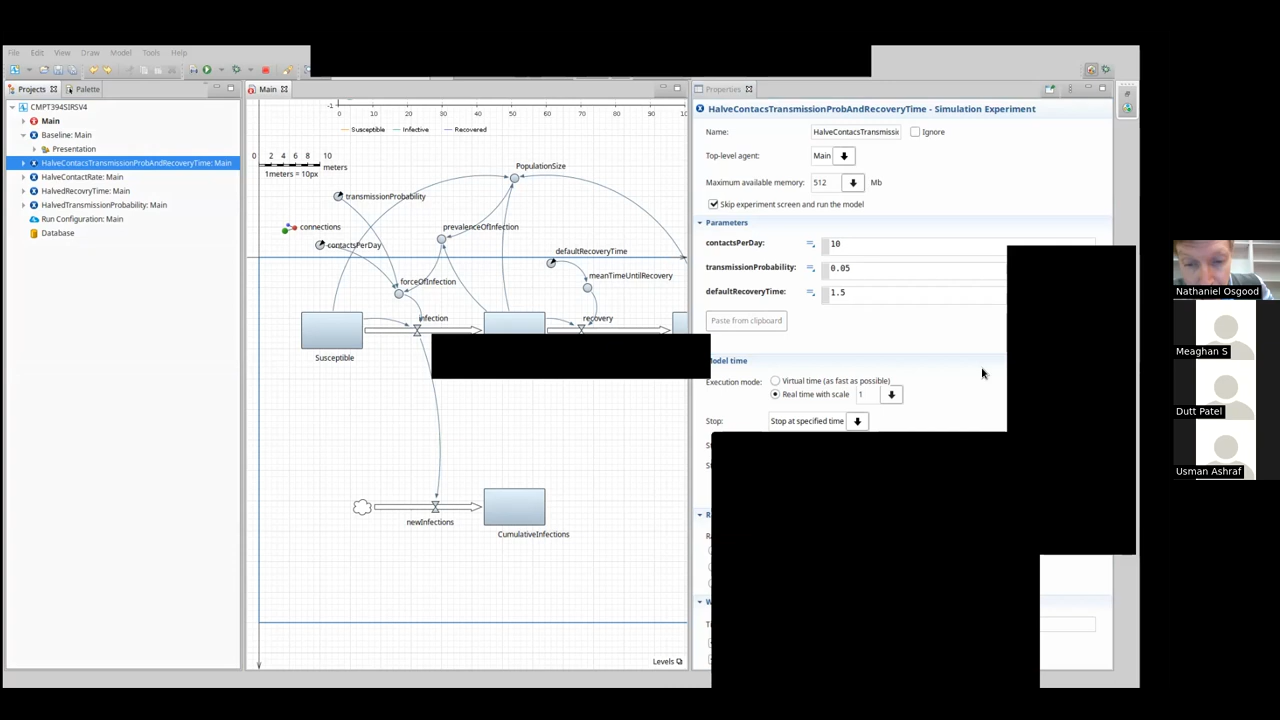 File Edit View Draw Model Tools Help
Projects Palette
CMPT394SIRSV4
Main
Baseline: Main
Presentation
HalveContacsTransmissionProbAndRecoveryTime: Main
HalveContactRate: Main
HalvedRecovryTime: Main
HalvedTransmissionProbability: Main
Run Configuration: Main
Database
Main
-1
0 10 20 30 40 50 60 70 80 90
Susceptible Infective Recovered
0 2 4 6 8 10
meters
1meters = 10px
PopulationSize
transmissionProbability
connections
prevalenceOfInfection
contactsPerDay
defaultRecoveryTime
meanTimeUntilRecovery
forceOfInfection
infection
recovery
Susceptible
newInfections
CumulativeInfections
Levels
Properties
HalveContacsTransmissionProbAndRecoveryTime - Simulation Experiment
Name: HalveContacsTransmissi Ignore
Top-level agent: Main
Maximum available memory: 512 Mb
Skip experiment screen and run the model
Parameters
contactsPerDay: 10
transmissionProbability: 0.05
defaultRecoveryTime: 1.5
Paste from clipboard
odel time
Execution mode: Virtual time (as fast as possible)
Real time with scale 1
Stop: Stop at specified time
Nathaniel Osgood
Meaghan S
Dutt Patel
Usman Ashraf